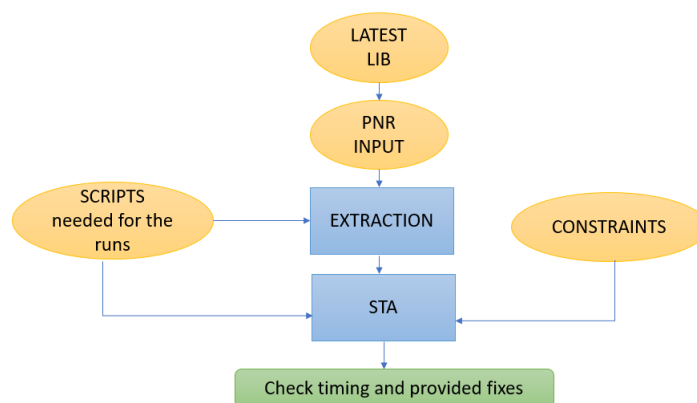 LATEST
LIB
PNR
INPUT
SCRIPTS
needed for the
runs
EXTRACTION
CONSTRAINTS
STA
Check timing and provided fixes